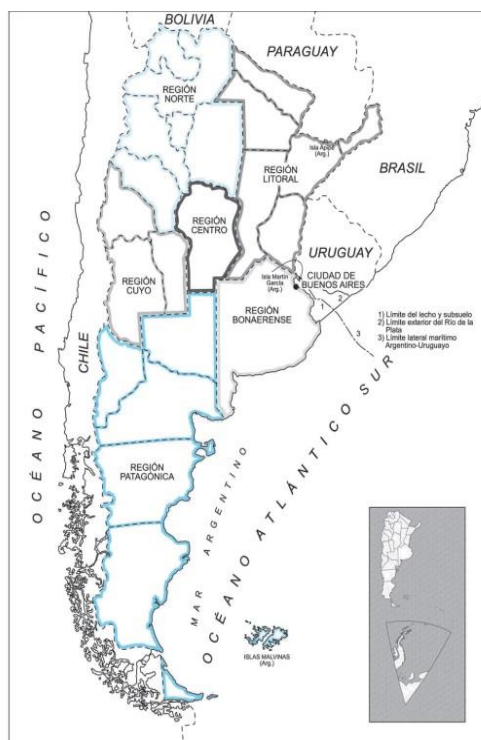 BOLIVIA
PARAGUAY
REGIÓN
NORTE
Isla Apipé
(Arg.)
BRASIL
REGIÓN
LITORAL
REGIÓN
CENTRO
URUGUAY
Isla Martín
García
(Arg.)
CIUDAD DE
BUENOS AIRES
REGIÓN
CUYO
REGIÓN
BONAERENSE
1
2
3
1) Límite del lecho y subsuelo
2) Límite exterior del Río de la
Plata
3) Límite lateral marítimo
Argentino-Uruguayo
CHILE
OCÉANO PACÍFICO
REGIÓN
PATAGÓNICA
MAR ARGENTINO
OCÉANO ATLÁNTICO SUR
ISLAS MALVINAS
(Arg.)